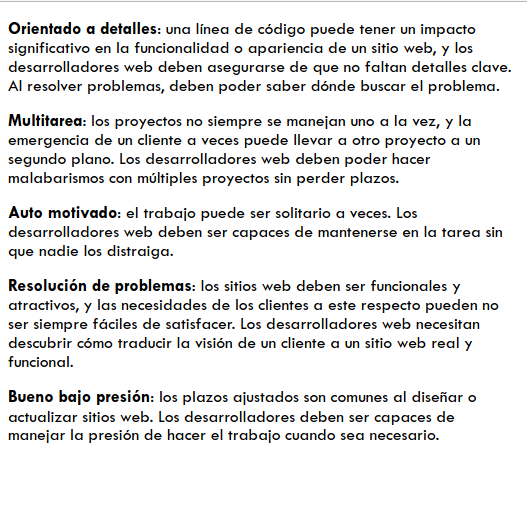 Orientado a detalles: una línea de código puede tener un impacto
significativo en la funcionalidad o apariencia de un sitio web, y los
desarrolladores web deben asegurarse de que no faltan detalles clave.
Al resolver problemas, deben poder saber dónde buscar el problema.
Multitarea: los proyectos no siempre se manejan uno a la vez, y la
emergencia de un cliente a veces puede llevar a otro proyecto a un
segundo plano. Los desarrolladores web deben poder hacer
malabarismos con múltiples proyectos sin perder plazos.
Auto motivado: el trabajo puede ser solitario a veces. Los
desarrolladores web deben ser capaces de mantenerse en la tarea sin
que nadie los distraiga.
Resolución de problemas: los sitios web deben ser funcionales y
atractivos, y las necesidades de los clientes a este respecto pueden no
ser siempre fáciles de satisfacer. Los desarrolladores web necesitan
descubrir cómo traducir la visión de un cliente a un sitio web real y
funcional.
Bueno bajo presión: los plazos ajustados son comunes al diseñar o
actualizar sitios web. Los desarrolladores deben ser capaces de
manejar la presión de hacer el trabajo cuando sea necesario.